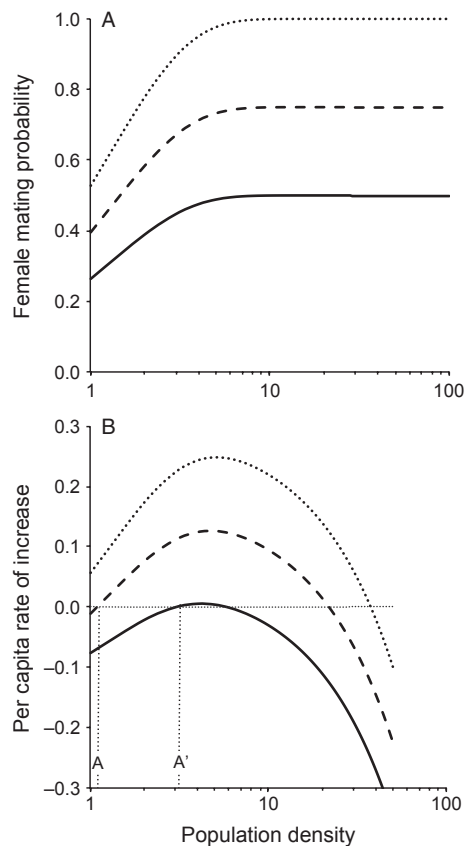 A
Female mating probability
1.0
0.8
0.6
0.4
0.2
0.0
1
10
100
B
Per capita rate of increase
0.3
0.2
0.1
0.0
–0.1
–0.2
–0.3
A
A'
1
10
100
Population density